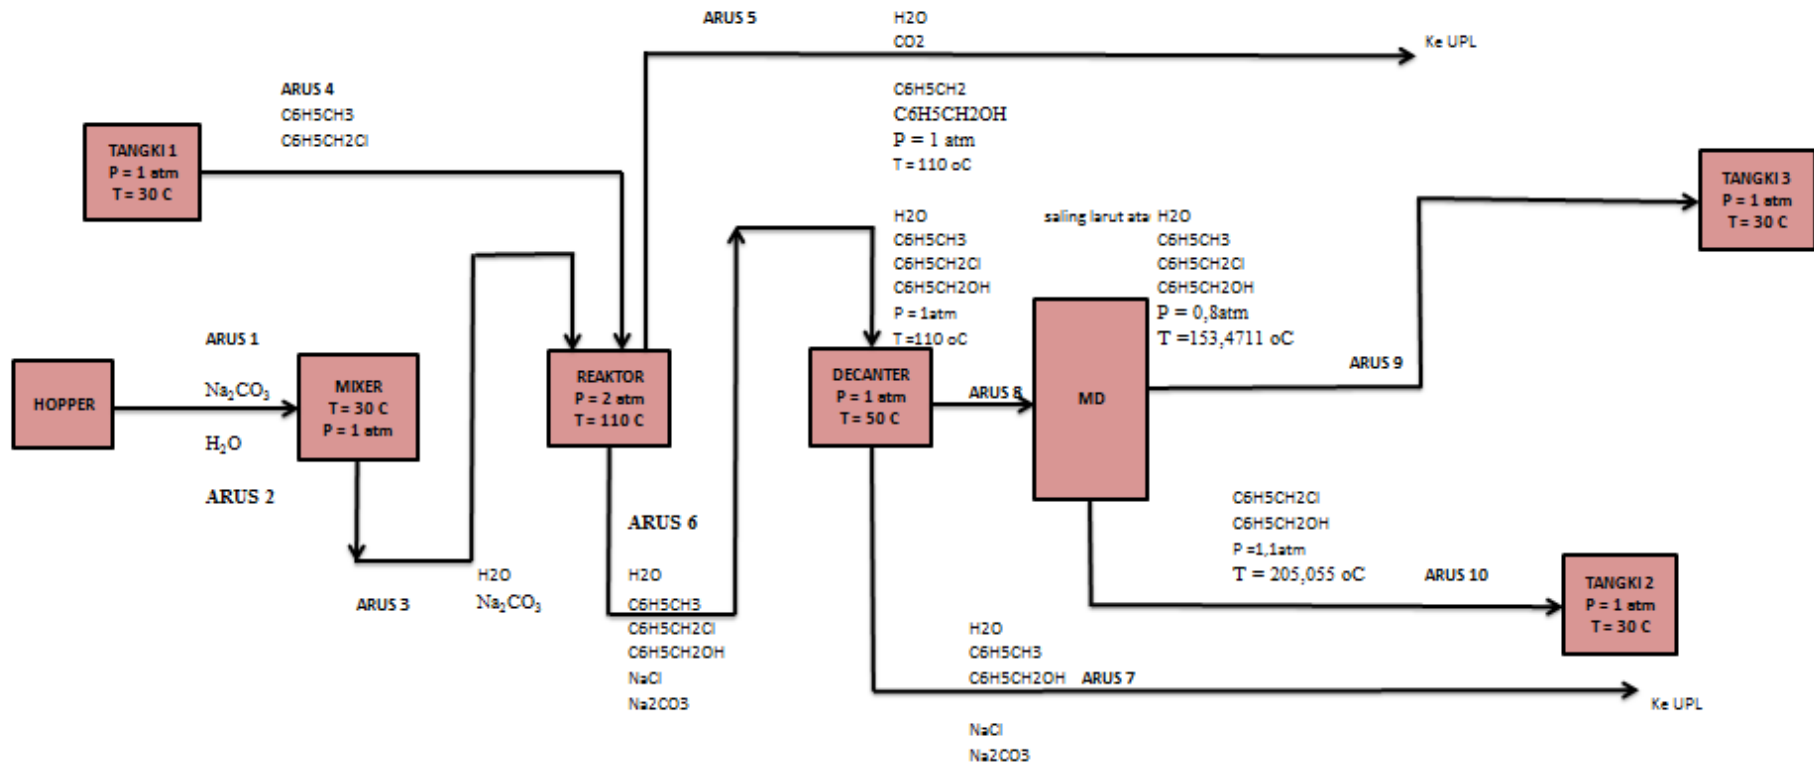 ARUS 5
H2O
CO2
Ke UPL
C6H5CH2
C6H5CH2OH
P = 1 atm
T = 110 oC
ARUS 4
C6H5CH3
C6H5CH2Cl
TANGKI 1
P = 1 atm
T = 30 C
TANGKI 3
P = 1 atm
T = 30 C
H2O
C6H5CH3
C6H5CH2Cl
C6H5CH2OH
P = 1atm
T =110 oC
saling larut ata
H2O
C6H5CH3
C6H5CH2Cl
C6H5CH2OH
P = 0,8atm
T =153,4711 oC
ARUS 9
ARUS 1
Na₂CO₃
H₂O
ARUS 2
HOPPER
MIXER
T = 30 C
P = 1 atm
REAKTOR
P = 2 atm
T = 110 C
DECANTER
P = 1 atm
T = 50 C
ARUS 8
MD
ARUS 3
H2O
Na₂CO₃
ARUS 6
H2O
C6H5CH3
C6H5CH2Cl
C6H5CH2OH
NaCl
Na2CO3
C6H5CH2Cl
C6H5CH2OH
P =1,1atm
T = 205,055 oC
ARUS 10
TANGKI 2
P = 1 atm
T = 30 C
H2O
C6H5CH3
C6H5CH2OH
ARUS 7
NaCl
Na2CO3
Ke UPL